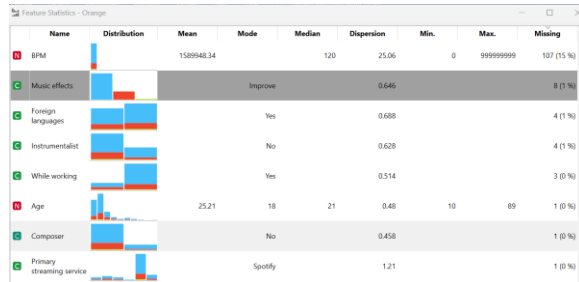 Feature Statistics - Orange
Name Distribution Mean Mode Median Dispersion Min. Max. Missing
N BPM 1589948.34 120 25.06 0 999999999 107 (15 %)
C Music effects Improve 0.646 8 (1 %)
C Foreign languages Yes 0.688 4 (1 %)
C Instrumentalist No 0.628 4 (1 %)
C While working Yes 0.514 3 (0 %)
N Age 25.21 18 21 0.48 10 89 1 (0 %)
C Composer No 0.458 1 (0 %)
C Primary streaming service Spotify 1.21 1 (0 %)